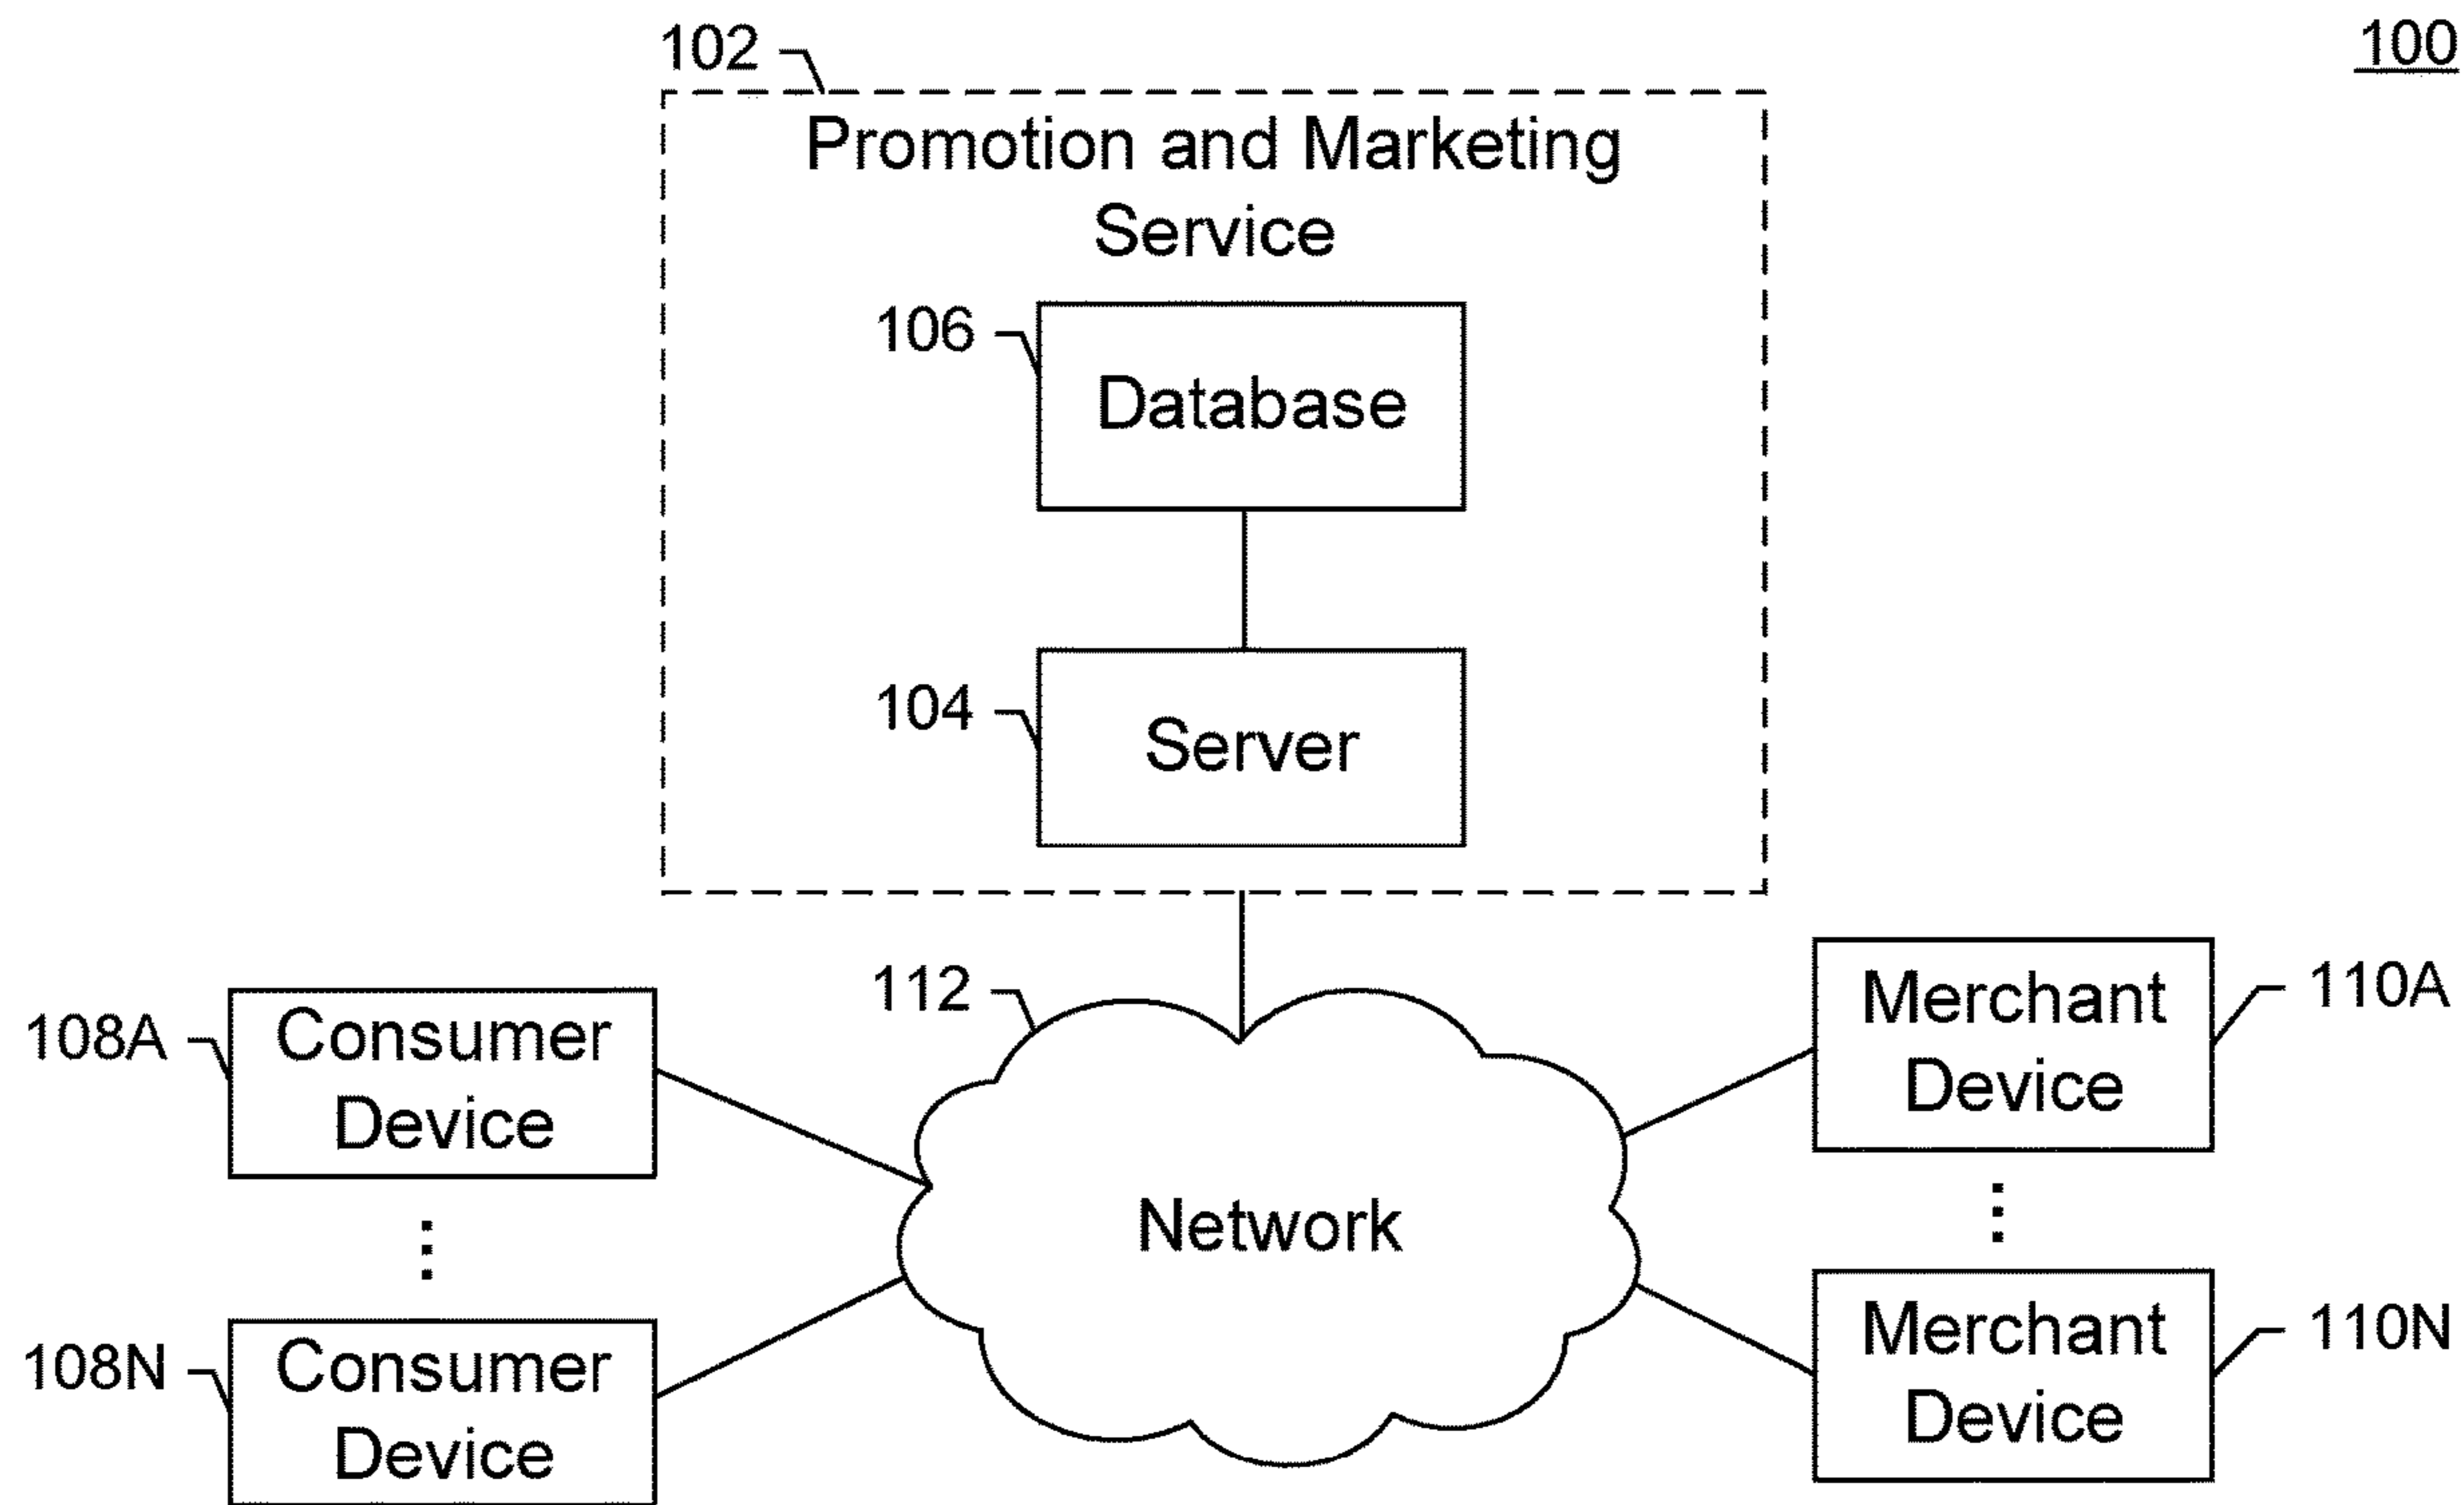 102
100
Promotion and Marketing
Service
106
Database
104
Server
112
108A
Consumer
Device
110A
Merchant
Device
Network
108N
Consumer
Device
110N
Merchant
Device